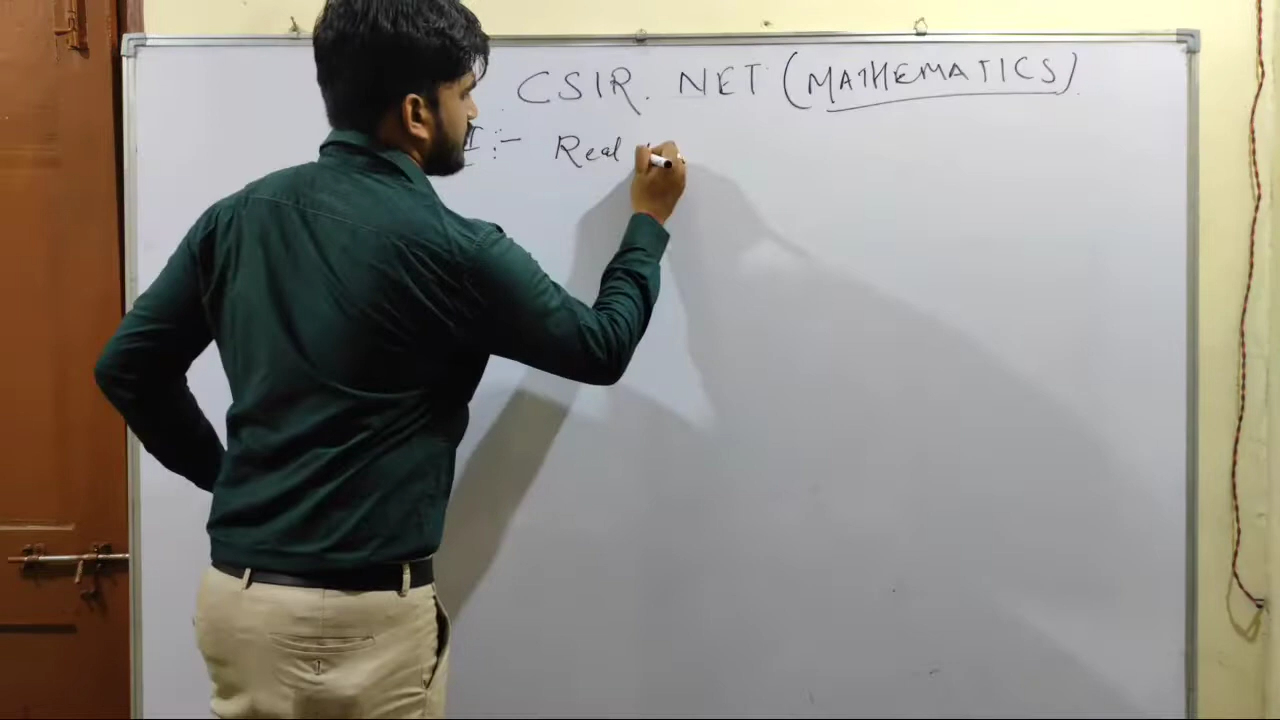 CSIR. NET (MATHEMATICS)
I :- Real